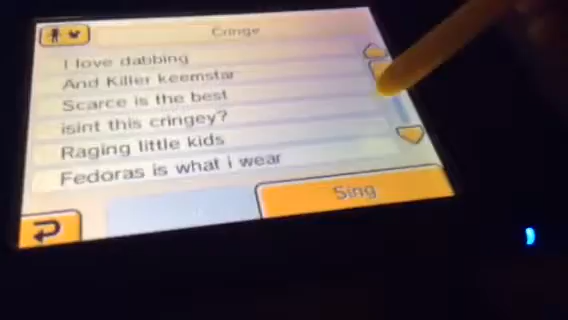 Cringe
I love dabbing
And Killer keemstar
Scarce is the best
isint this cringey?
Raging little kids
Fedoras is what i wear
Sing